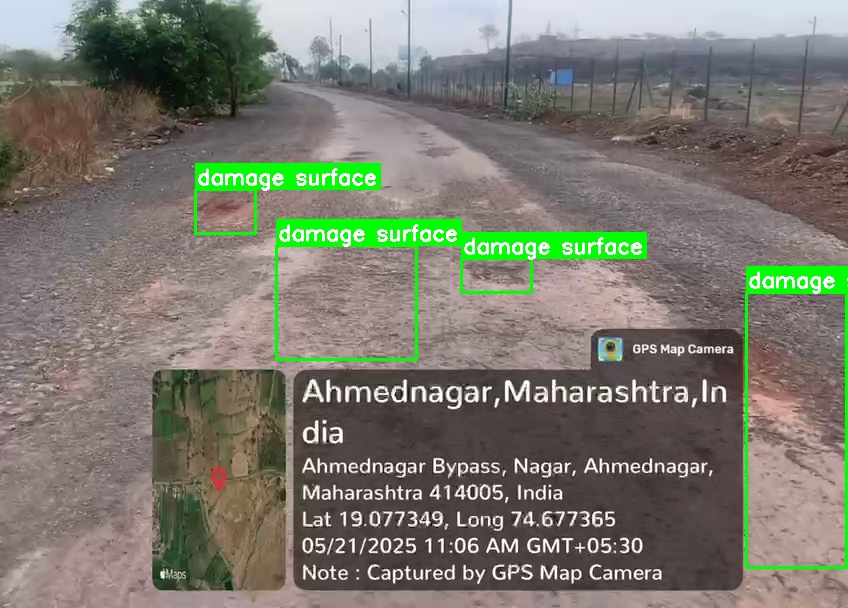 damage surface
damage surface
damage surface
damage
GPS Map Camera
Ahmednagar,Maharashtra,In
dia
Ahmednagar Bypass, Nagar, Ahmednagar,
Maharashtra 414005, India
Lat 19.077349, Long 74.677365
05/21/2025 11:06 AM GMT+05:30
Note : Captured by GPS Map Camera
Maps